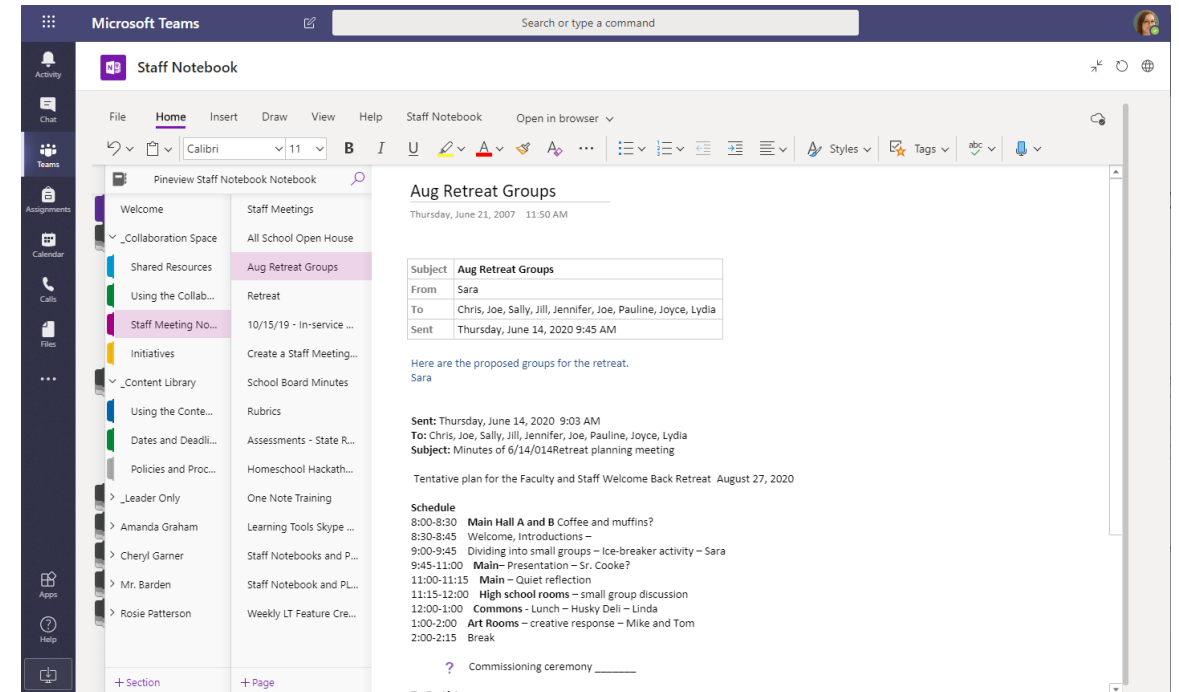 Microsoft Teams
Search or type a command
Activity
Chat
Teams
Assignments
Calendar
Calls
Files
Apps
Help
Staff Notebook
File Home Insert Draw View Help Staff Notebook Open in browser
Calibri 11 B I U A A Styles Tags abc
Pineview Staff Notebook Notebook
Welcome
_Collaboration Space
Shared Resources
Using the Collab...
Staff Meeting No...
Initiatives
_Content Library
Using the Conte...
Dates and Deadli...
Policies and Proc...
_Leader Only
Amanda Graham
Cheryl Garner
Mr. Barden
Rosie Patterson
+ Section
Staff Meetings
All School Open House
Aug Retreat Groups
Retreat
10/15/19 - In-service ...
Create a Staff Meeting...
School Board Minutes
Rubrics
Assessments - State R...
Homeschool Hackath...
One Note Training
Learning Tools Skype ...
Staff Notebooks and P...
Staff Notebook and PL...
Weekly LT Feature Cre...
+ Page
Aug Retreat Groups
Thursday, June 21, 2007 11:50 AM
Subject Aug Retreat Groups
From Sara
To Chris, Joe, Sally, Jill, Jennifer, Joe, Pauline, Joyce, Lydia
Sent Thursday, June 14, 2020 9:45 AM
Here are the proposed groups for the retreat.
Sara
Sent: Thursday, June 14, 2020 9:03 AM
To: Chris, Joe, Sally, Jill, Jennifer, Joe, Pauline, Joyce, Lydia
Subject: Minutes of 6/14/014Retreat planning meeting
Tentative plan for the Faculty and Staff Welcome Back Retreat August 27, 2020
Schedule
8:00-8:30 Main Hall A and B Coffee and muffins?
8:30-8:45 Welcome, Introductions –
9:00-9:45 Dividing into small groups – Ice-breaker activity – Sara
9:45-11:00 Main– Presentation – Sr. Cooke?
11:00-11:15 Main – Quiet reflection
11:15-12:00 High school rooms – small group discussion
12:00-1:00 Commons - Lunch – Husky Deli – Linda
1:00-2:00 Art Rooms – creative response – Mike and Tom
2:00-2:15 Break
? Commissioning ceremony _______